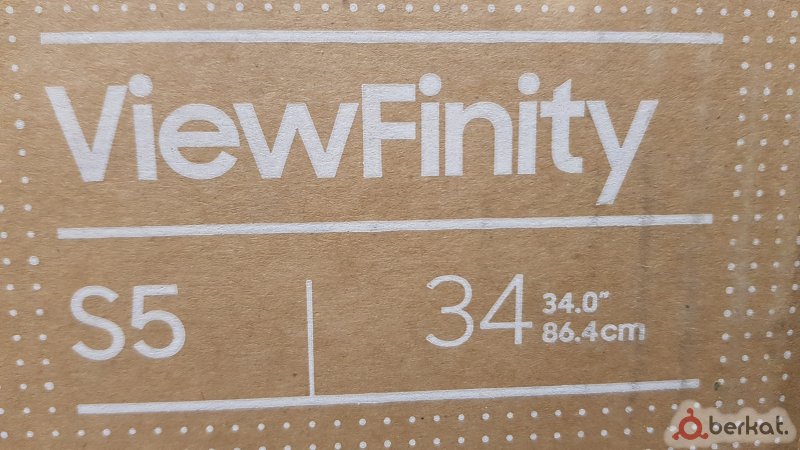 ViewFinity
S5
34
34.0"
86.4cm
berkat.